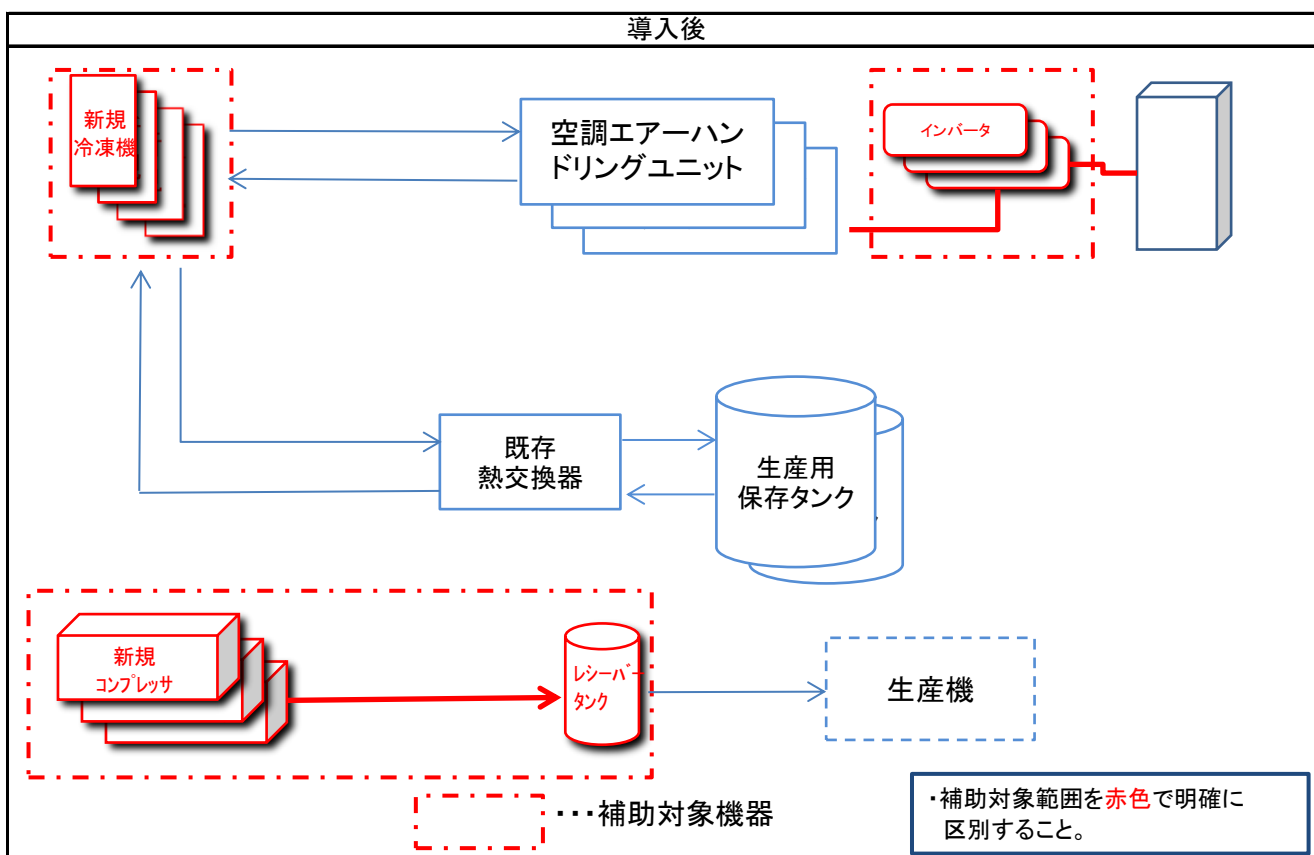 導入後
新規
冷凍機
空調エアーハン
ドリングユニット
インバータ
既存
熱交換器
生産用
保存タンク
新規
コンプレッサ
レシーバー
タンク
生産機
・・・補助対象機器
・補助対象範囲を赤色で明確に
区別すること。